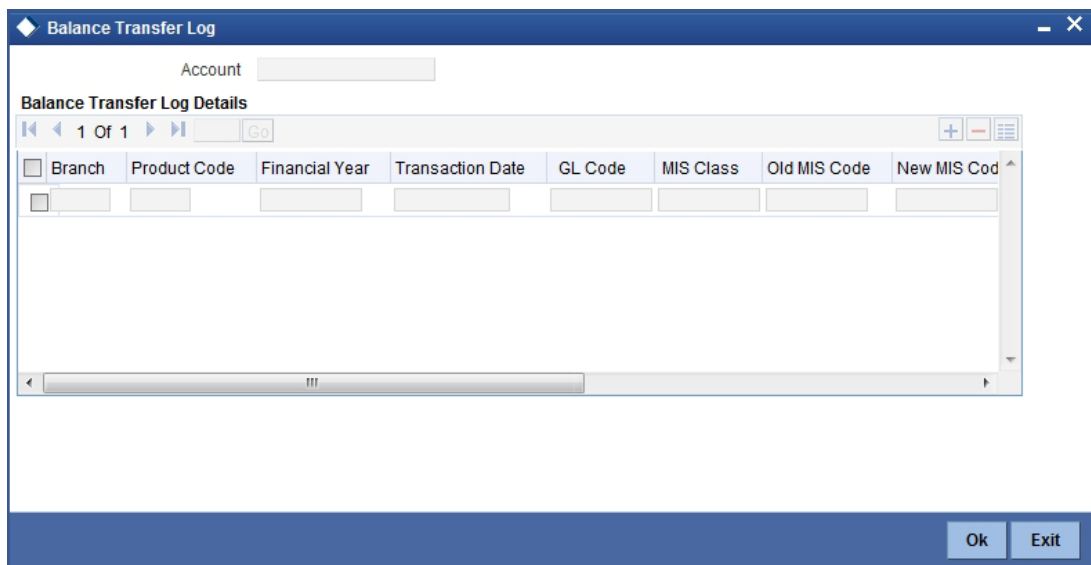 Balance Transfer Log
Account
Balance Transfer Log Details
1 Of 1 Go
Branch Product Code Financial Year Transaction Date GL Code MIS Class Old MIS Code New MIS Cod
Ok Exit